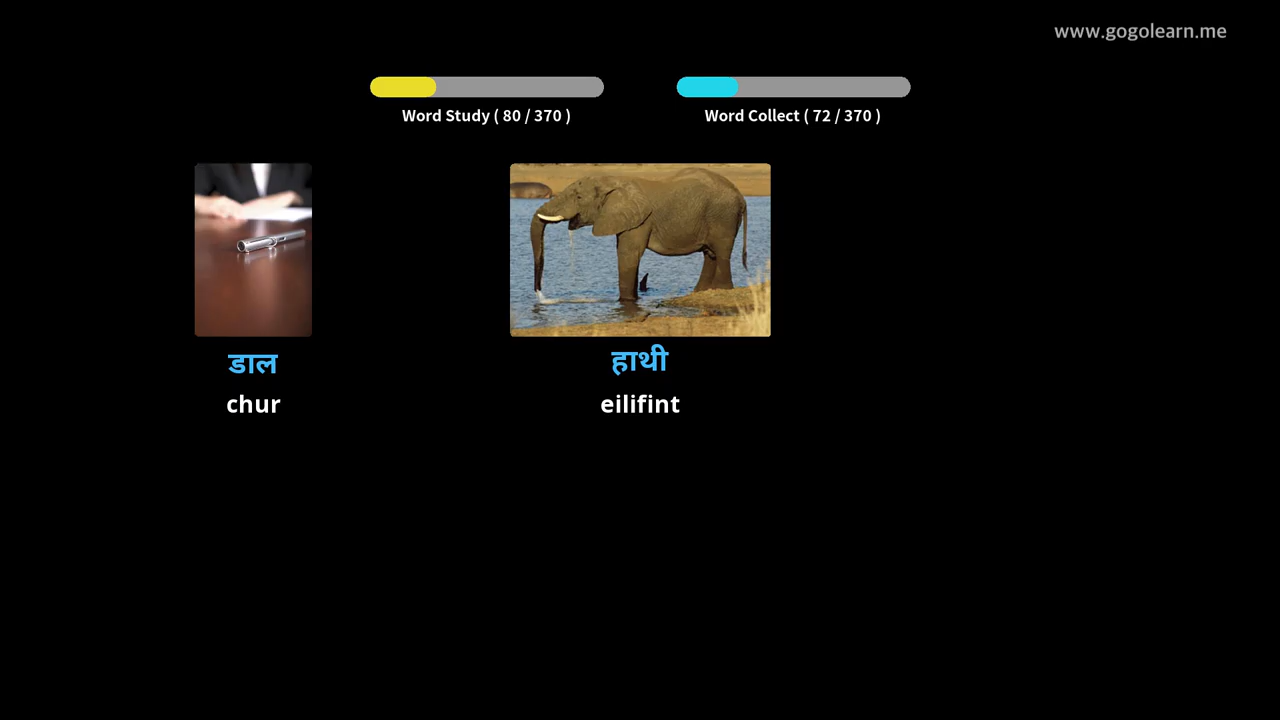 www.gogolearn.me
Word Study ( 80 / 370 )
Word Collect ( 72 / 370 )
डाल
हाथी
chur
eilifint